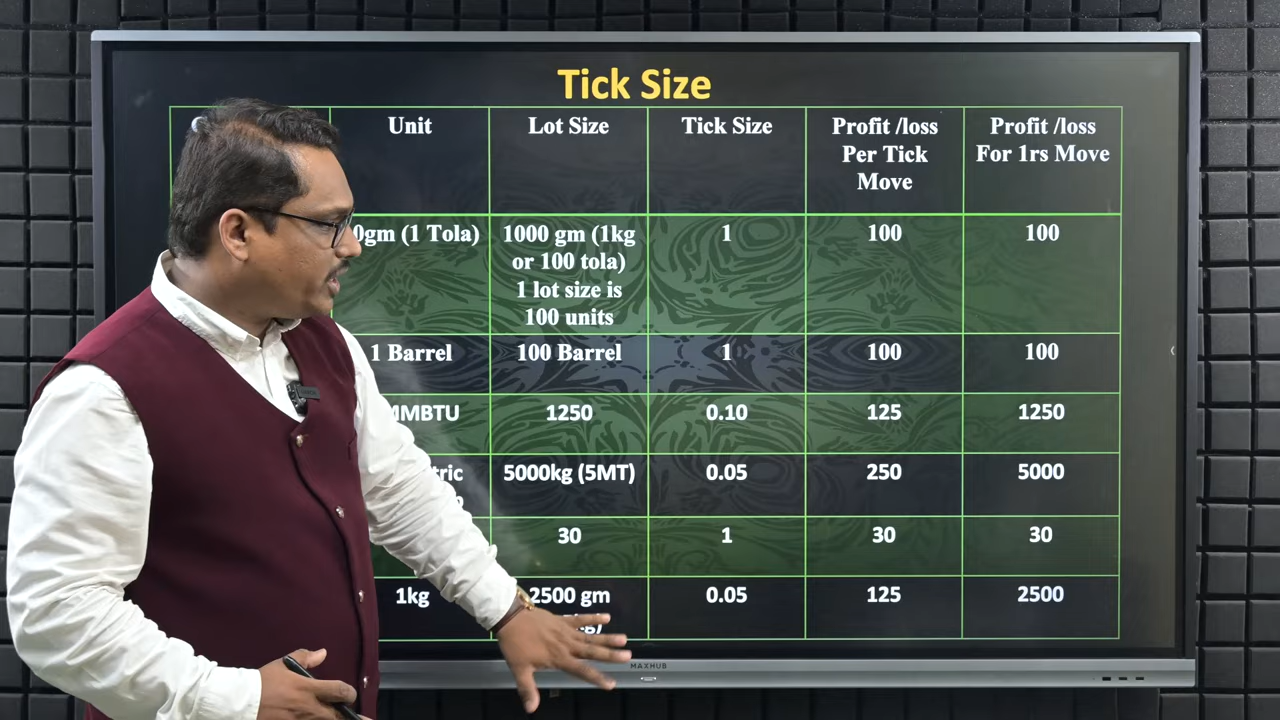 Tick Size
Unit
Lot Size
Tick Size
Profit /loss
Per Tick
Move
Profit /loss
For 1rs Move
0gm (1 Tola)
1000 gm (1kg
or 100 tola)
1 lot size is
100 units
1
100
100
1 Barrel
100 Barrel
1
100
100
MMBTU
1250
0.10
125
1250
5000kg (5MT)
0.05
250
5000
30
1
30
30
1kg
2500 gm
0.05
125
2500
MAXHUB